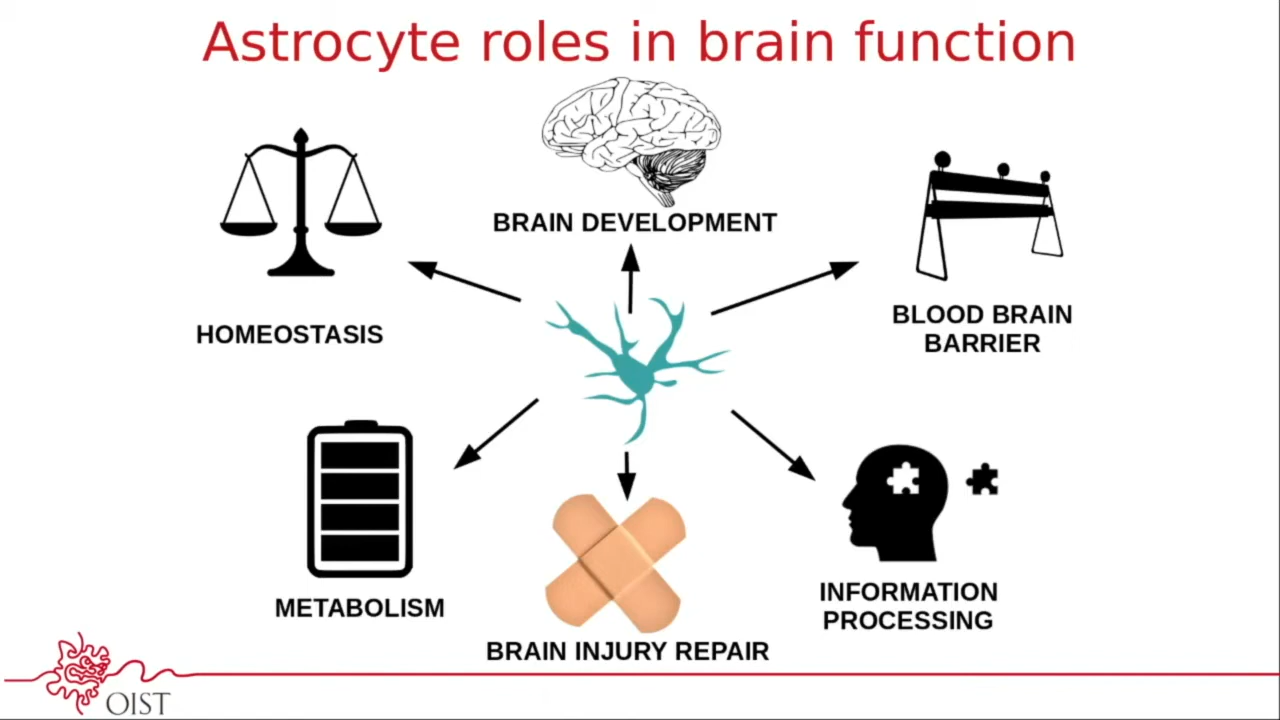 Astrocyte roles in brain function
BRAIN DEVELOPMENT
HOMEOSTASIS
BLOOD BRAIN
BARRIER
METABOLISM
INFORMATION
PROCESSING
BRAIN INJURY REPAIR
OIST